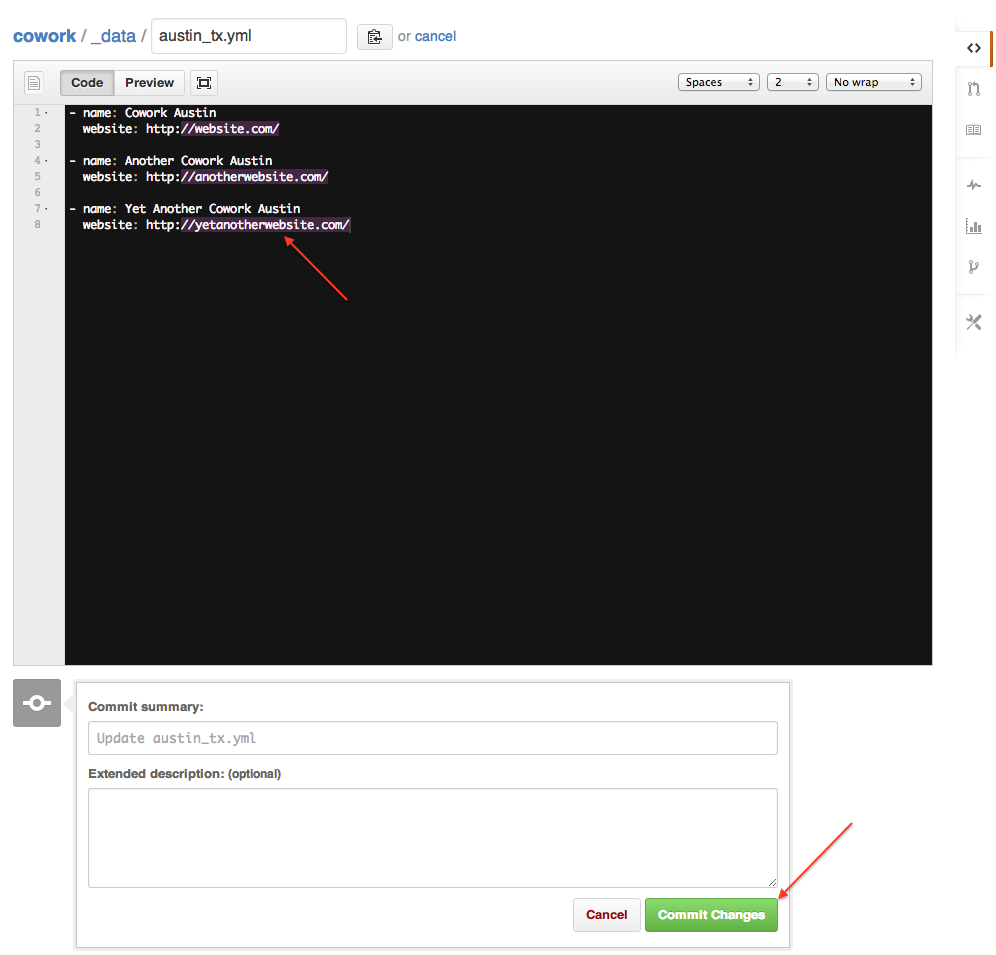 cowork / _data / austin_tx.yml or cancel
Code Preview Spaces 2 No wrap
1 - name: Cowork Austin
2 website: http://website.com/
3
4 - name: Another Cowork Austin
5 website: http://anotherwebsite.com/
6
7 - name: Yet Another Cowork Austin
8 website: http://yetanotherwebsite.com/
Commit summary:
Update austin_tx.yml
Extended description: (optional)
Cancel Commit Changes